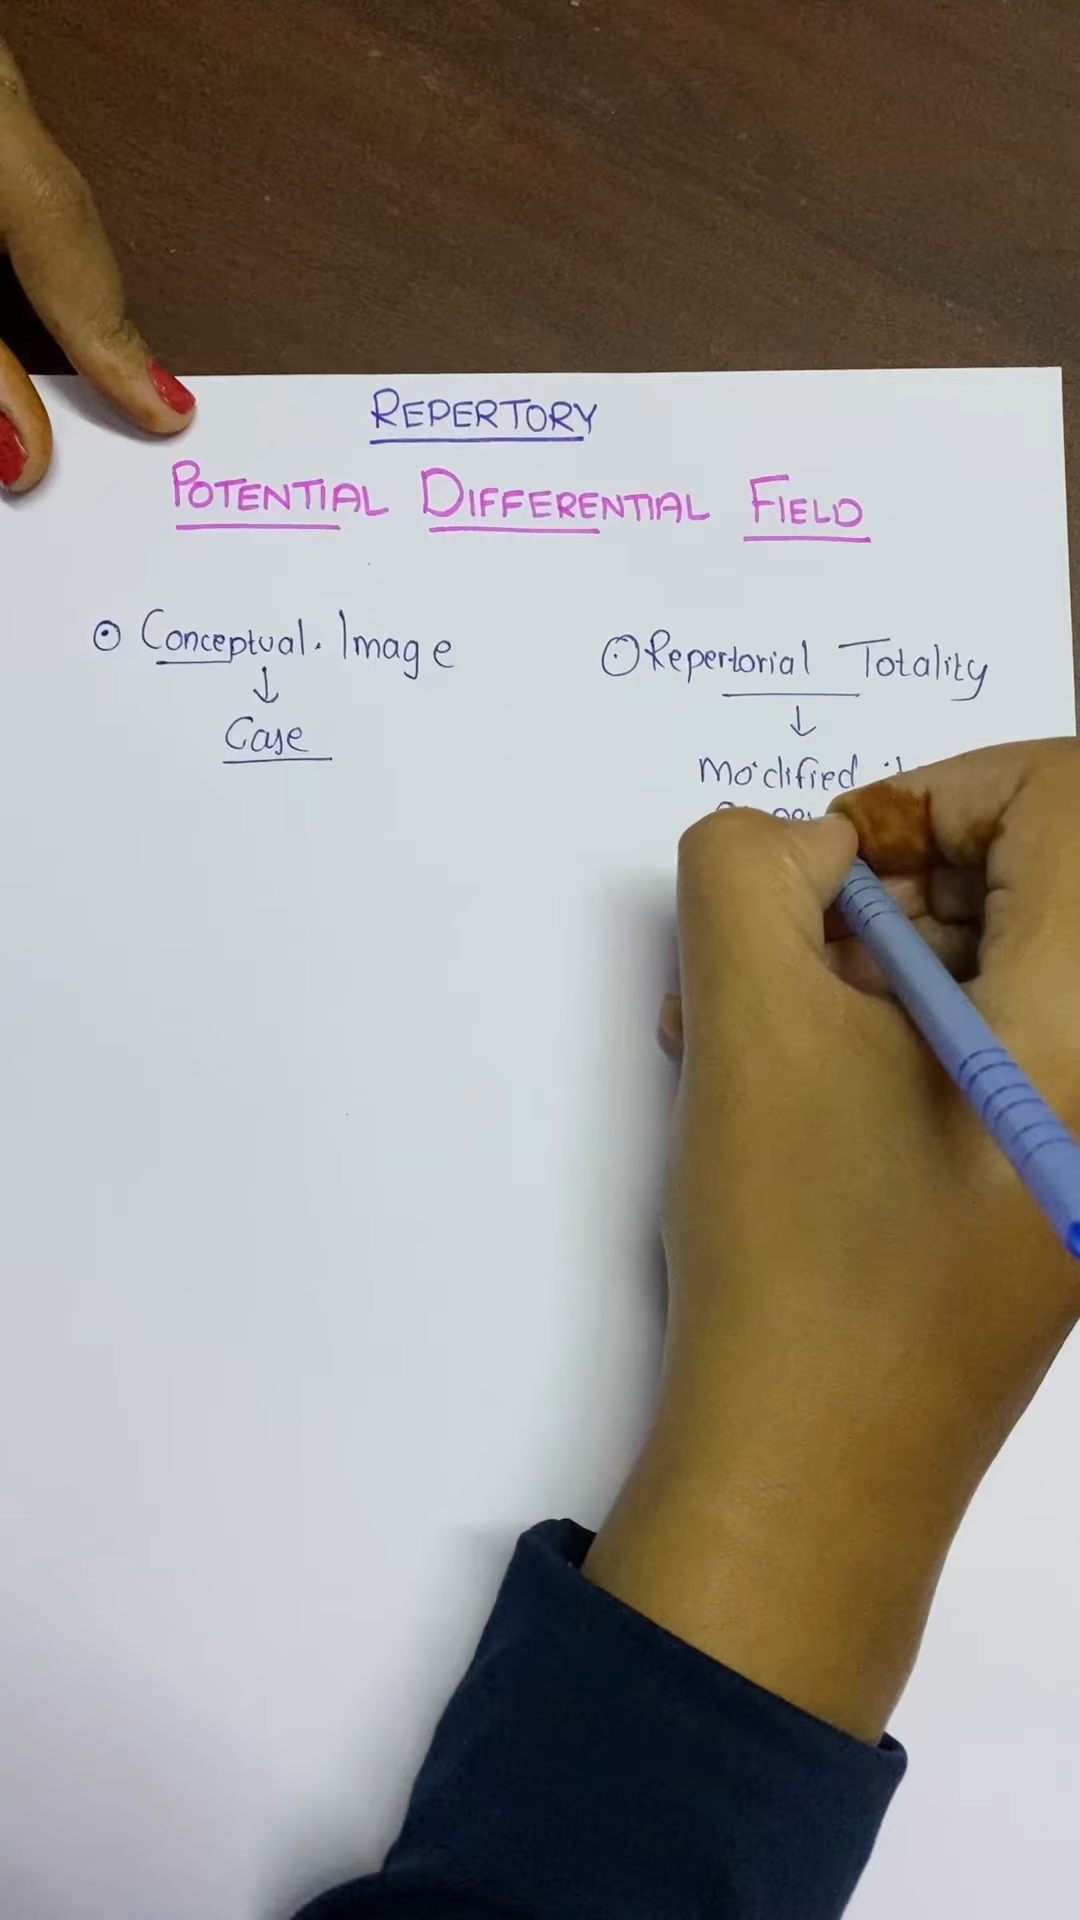 REPERTORY
POTENTIAL DIFFERENTIAL FIELD
⊙ Conceptual. Image
⊙ Repertorial Totality
↓
Case
↓
Modified